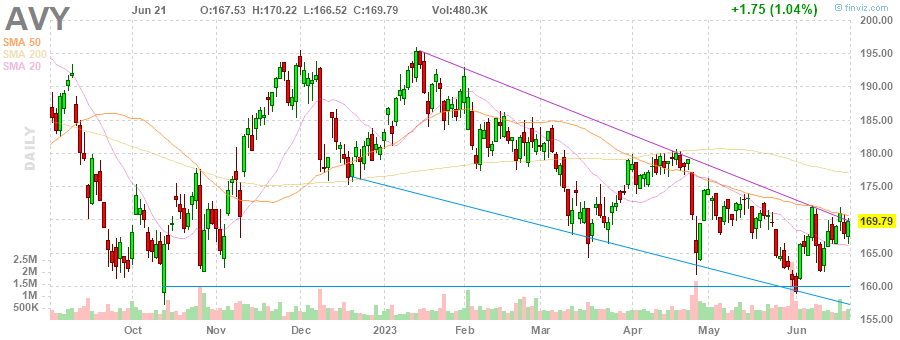 AVY
Jun 21
O:167.53 H:170.22 L:166.52 C:169.79
Vol:480.3K
© finviz.com
+1.75 (1.04%)
SMA 50
SMA 200
SMA 20
DAILY
200.00
195.00
190.00
185.00
180.00
175.00
169.79
165.00
160.00
155.00
2.5M
2M
1.5M
1M
500K
Oct Nov Dec 2023 Feb Mar Apr May Jun